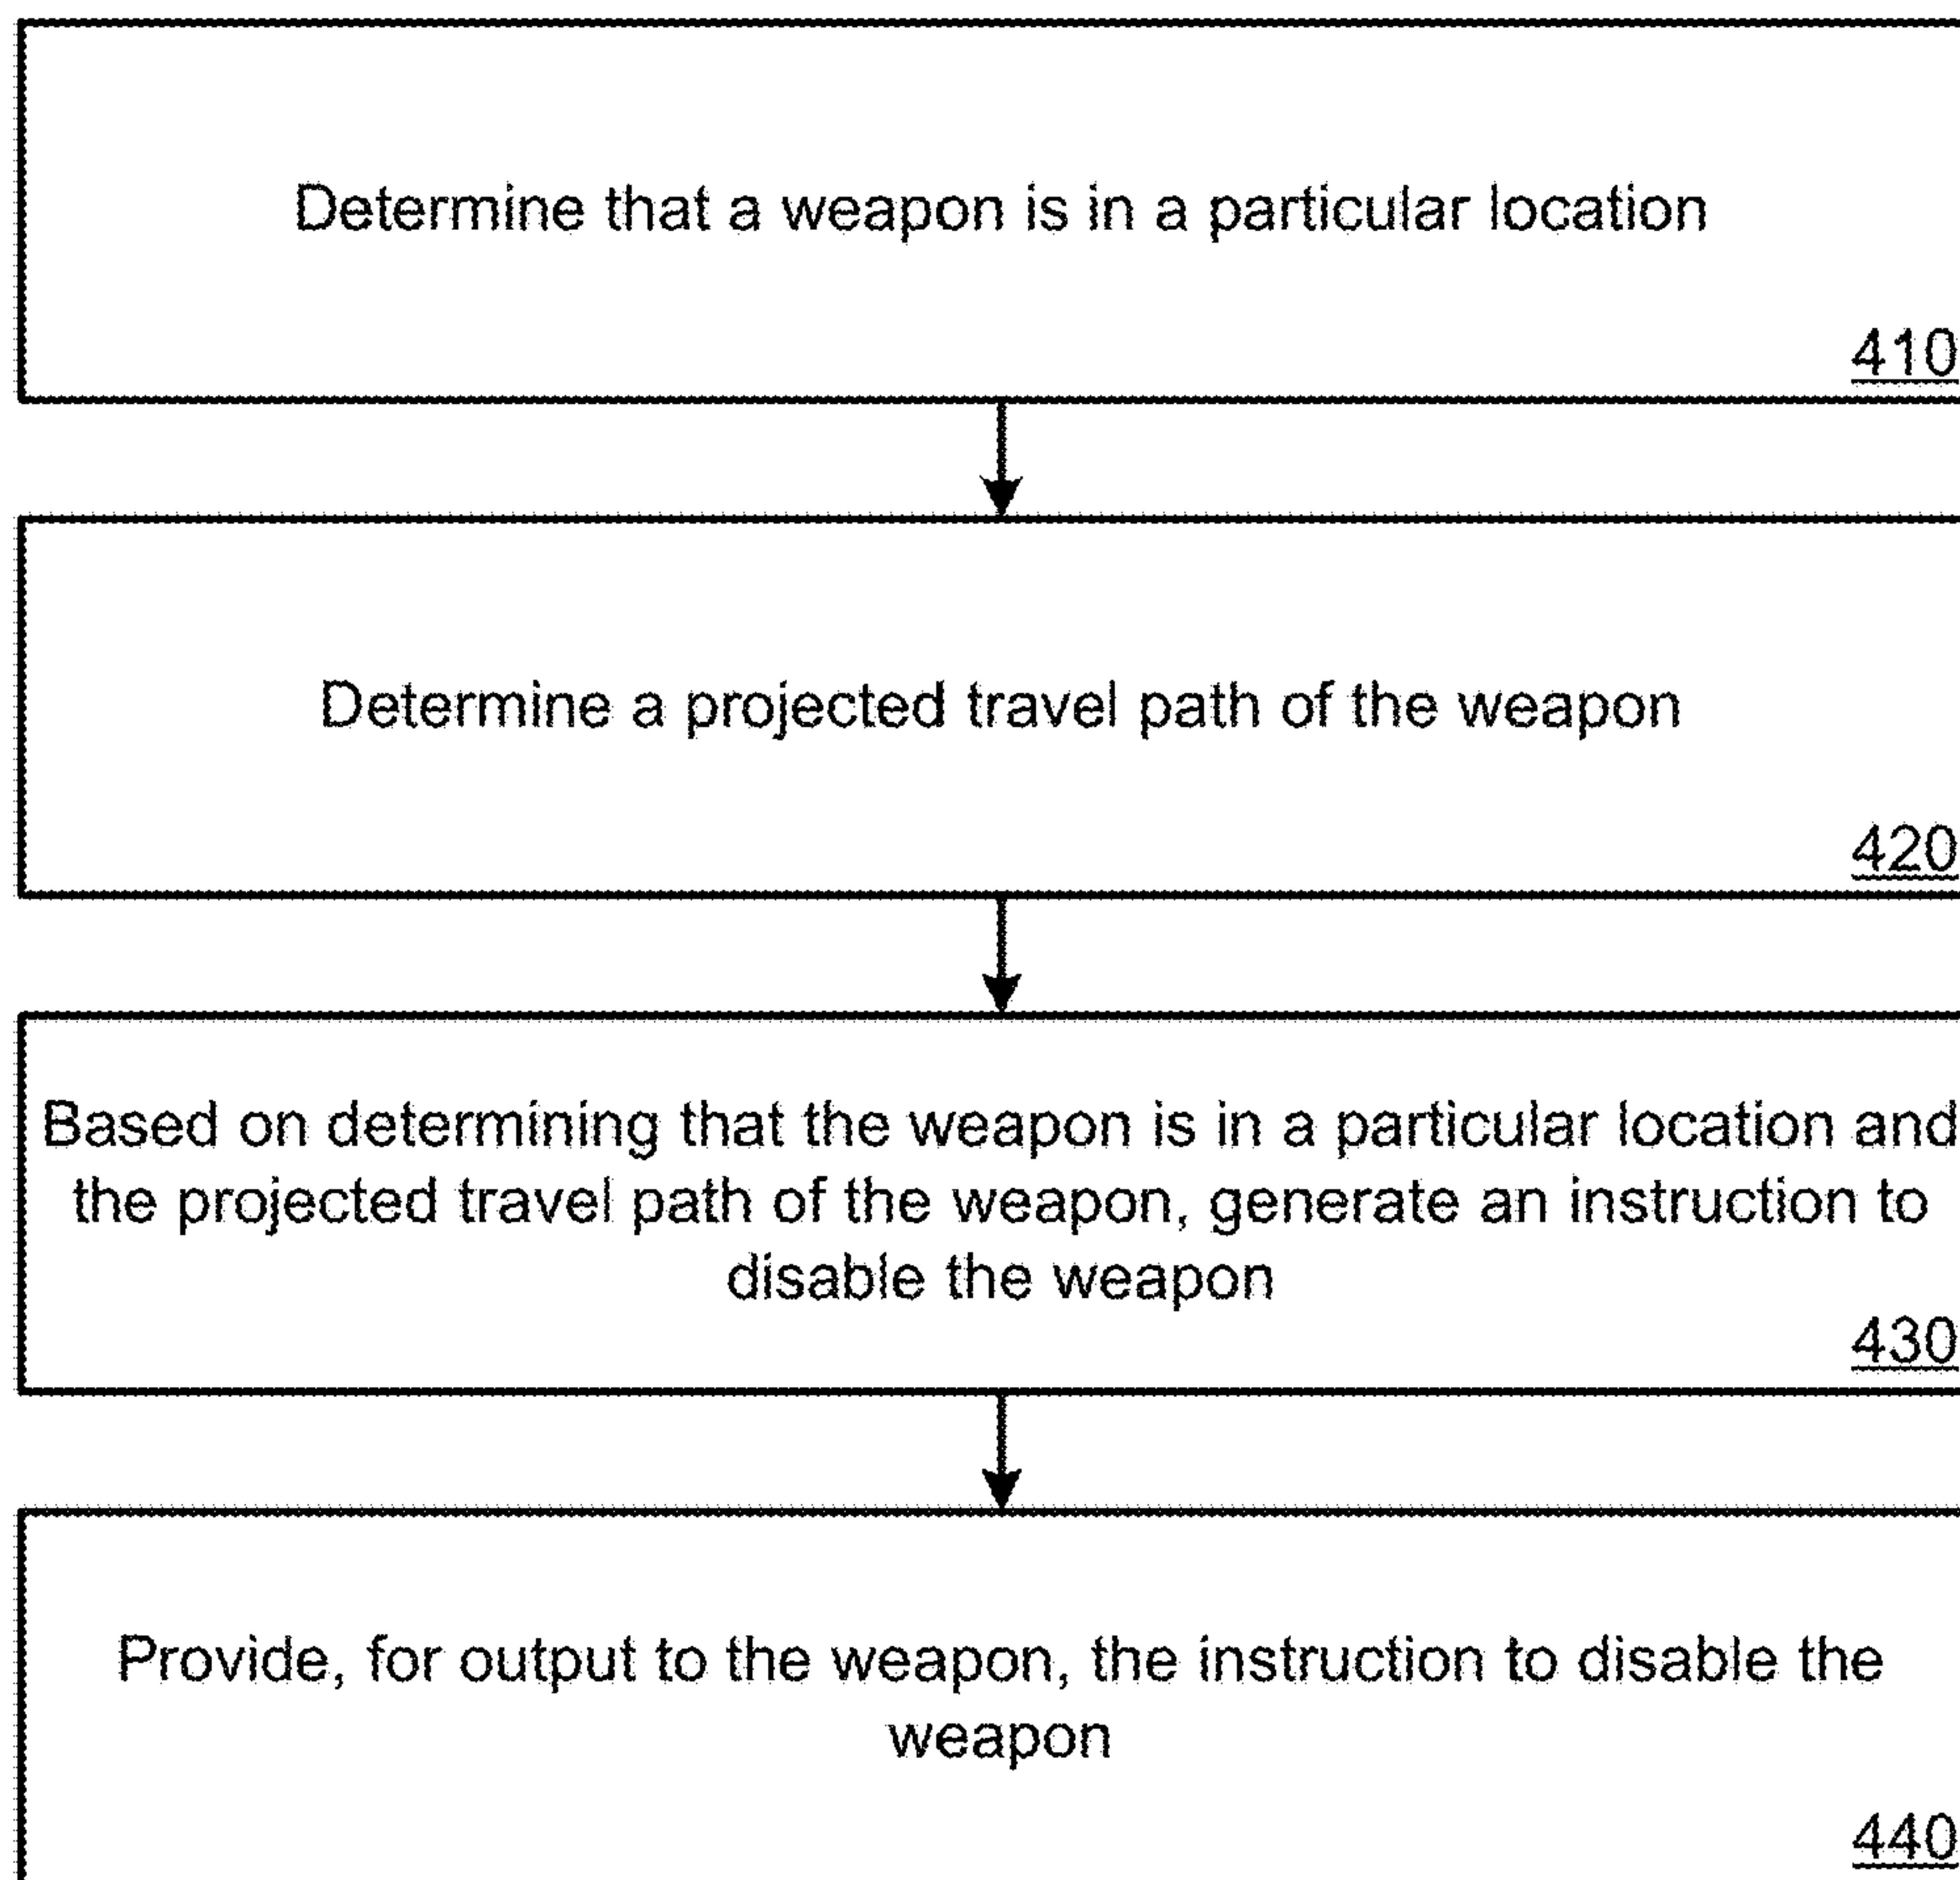 Determine that a weapon is in a particular location
410
Determine a projected travel path of the weapon
420
Based on determining that the weapon is in a particular location and
the projected travel path of the weapon, generate an instruction to
disable the weapon
430
Provide, for output to the weapon, the instruction to disable the
weapon
440